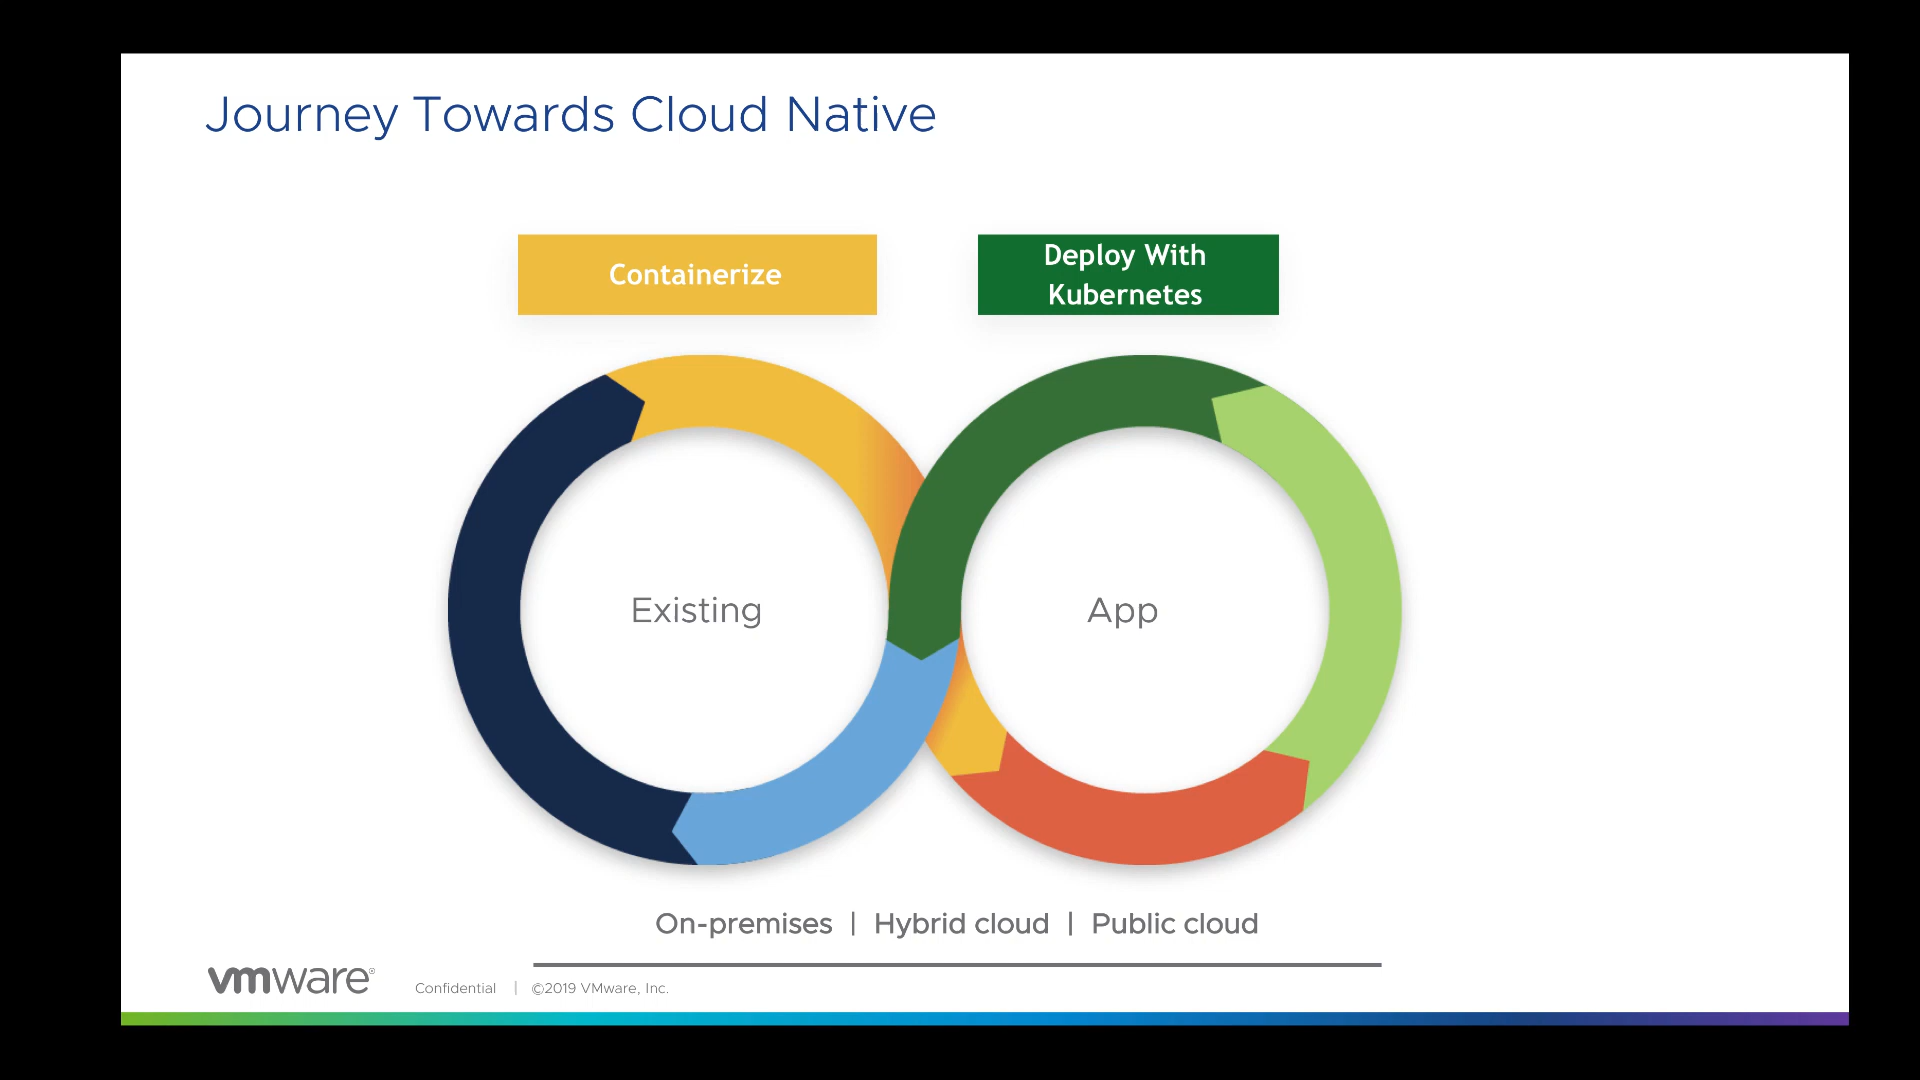 Journey Towards Cloud Native
Containerize
Deploy With
Kubernetes
Existing
App
On-premises | Hybrid cloud | Public cloud
vmware®
Confidential | ©2019 VMware, Inc.